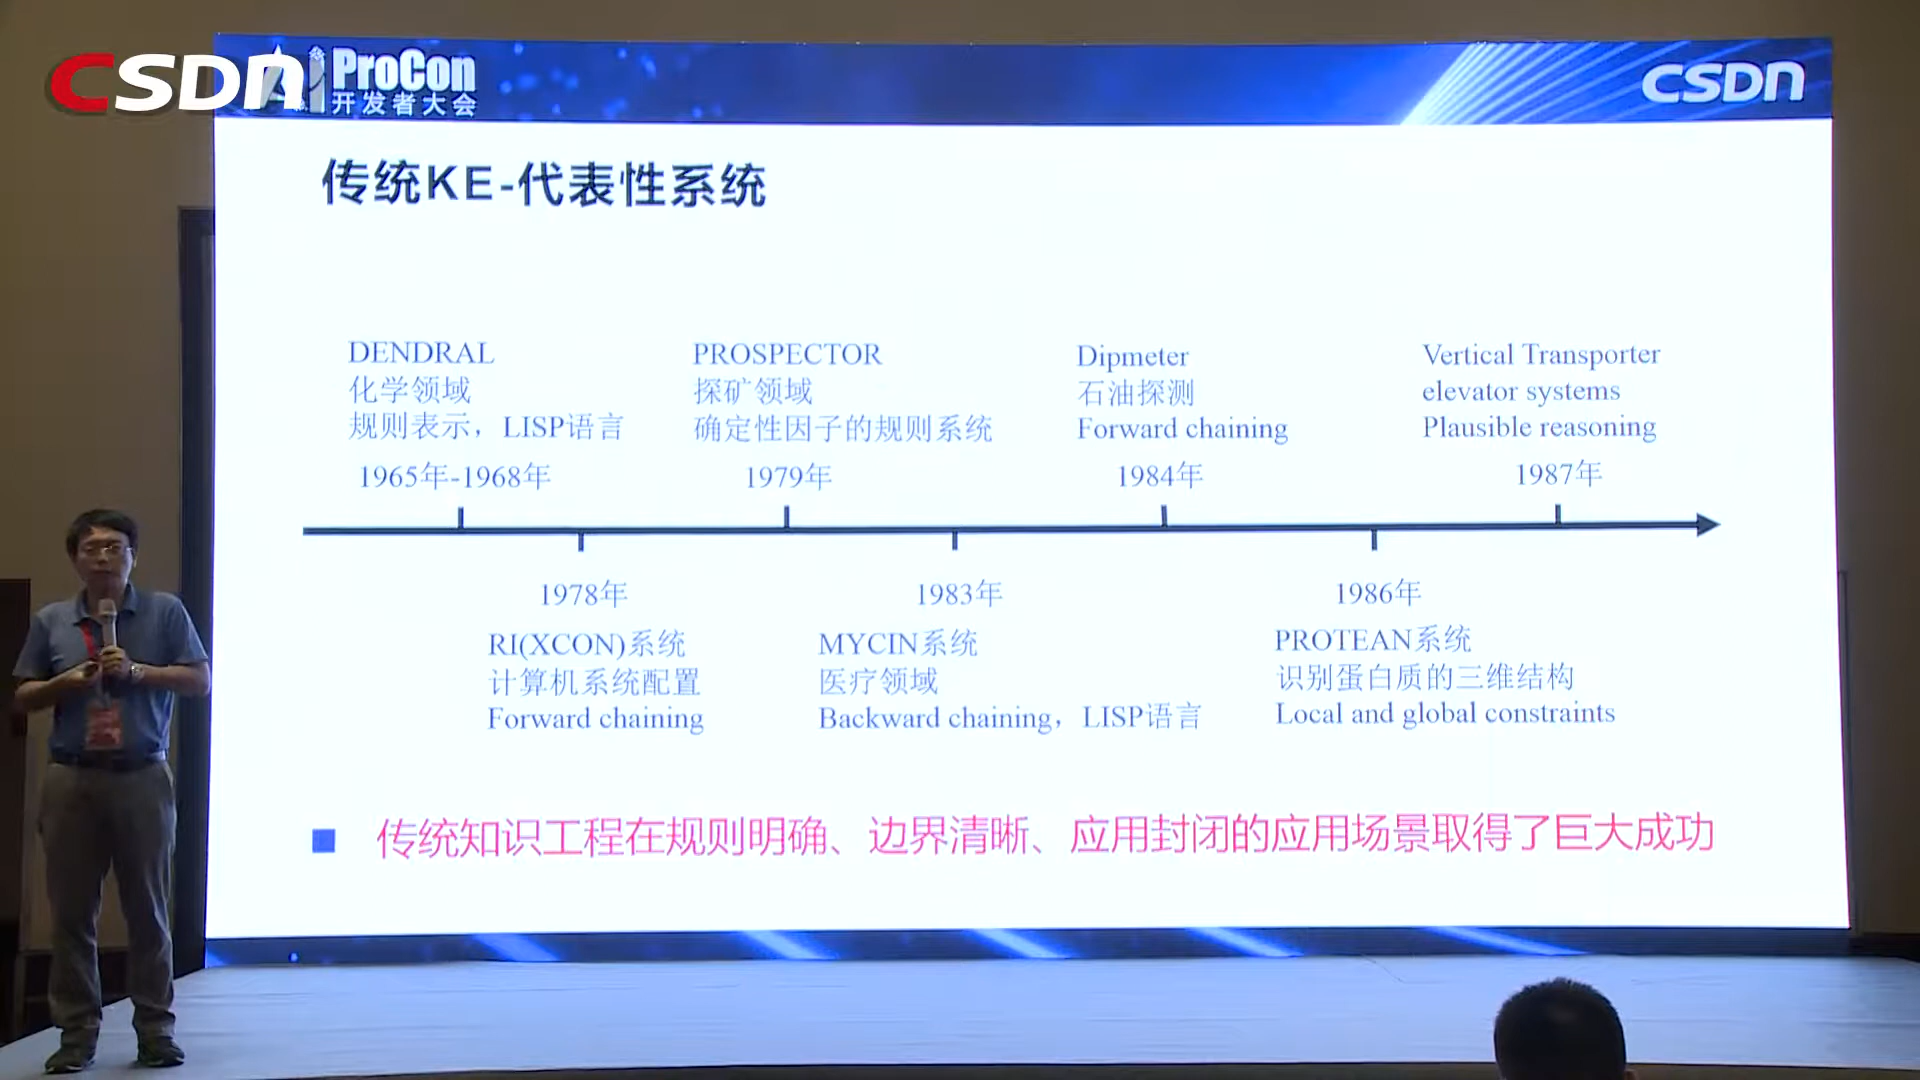 CSDN
AI ProCon
开发者大会
CSDN
传统KE-代表性系统
DENDRAL
化学领域
规则表示，LISP语言
1965年-1968年
PROSPECTOR
探矿领域
确定性因子的规则系统
1979年
Dipmeter
石油探测
Forward chaining
1984年
Vertical Transporter
elevator systems
Plausible reasoning
1987年
1978年
RI(XCON)系统
计算机系统配置
Forward chaining
1983年
MYCIN系统
医疗领域
Backward chaining，LISP语言
1986年
PROTEAN系统
识别蛋白质的三维结构
Local and global constraints
传统知识工程在规则明确、边界清晰、应用封闭的应用场景取得了巨大成功